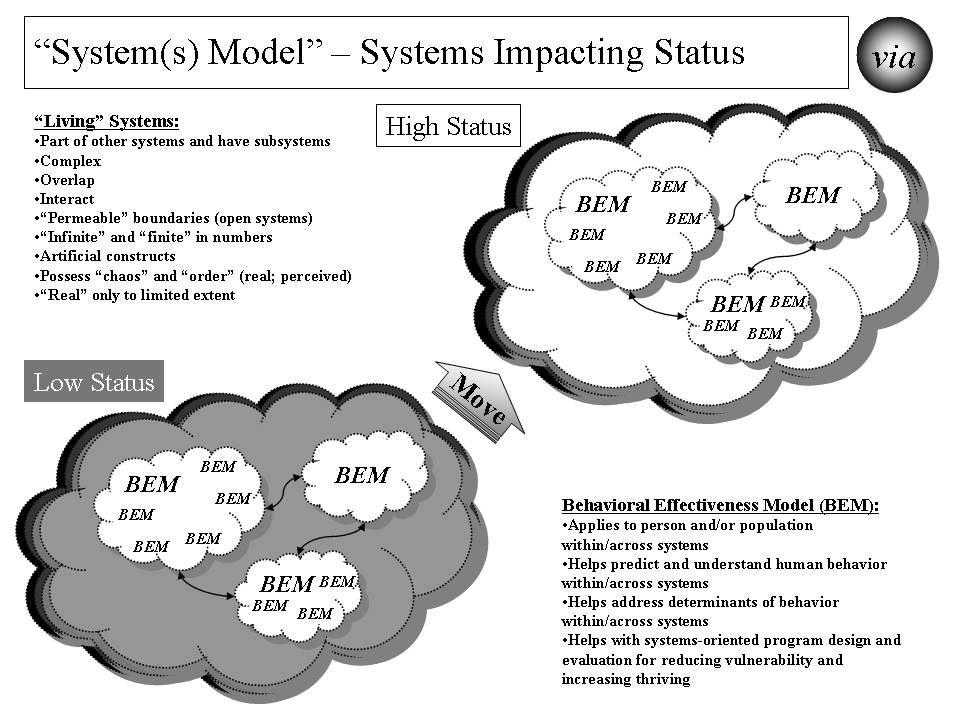 “System(s) Model” – Systems Impacting Status
via
“Living” Systems:
•Part of other systems and have subsystems
•Complex
•Overlap
•Interact
•“Permeable” boundaries (open systems)
•“Infinite” and “finite” in numbers
•Artificial constructs
•Possess “chaos” and “order” (real; perceived)
•“Real” only to limited extent
High Status
BEM
BEM
BEM
BEM
BEM
BEM
BEM
BEM
BEM
BEM
BEM
Move
Low Status
BEM
BEM
BEM
BEM
BEM
BEM
BEM
BEM
BEM
BEM
BEM
Behavioral Effectiveness Model (BEM):
•Applies to person and/or population
within/across systems
•Helps predict and understand human behavior
within/across systems
•Helps address determinants of behavior
within/across systems
•Helps with systems-oriented program design and
evaluation for reducing vulnerability and
increasing thriving